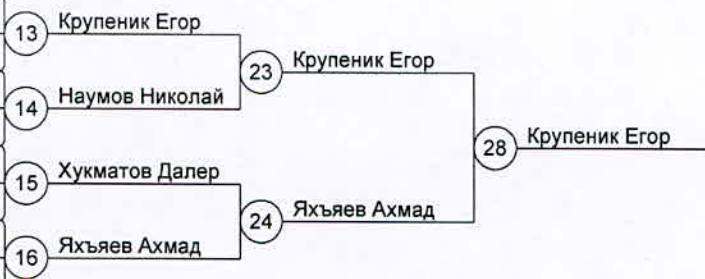 13 Крупеник Егор
23 Крупеник Егор
14 Наумов Николай
28 Крупеник Егор
15 Хукматов Далер
24 Яхъяев Ахмад
16 Яхъяев Ахмад